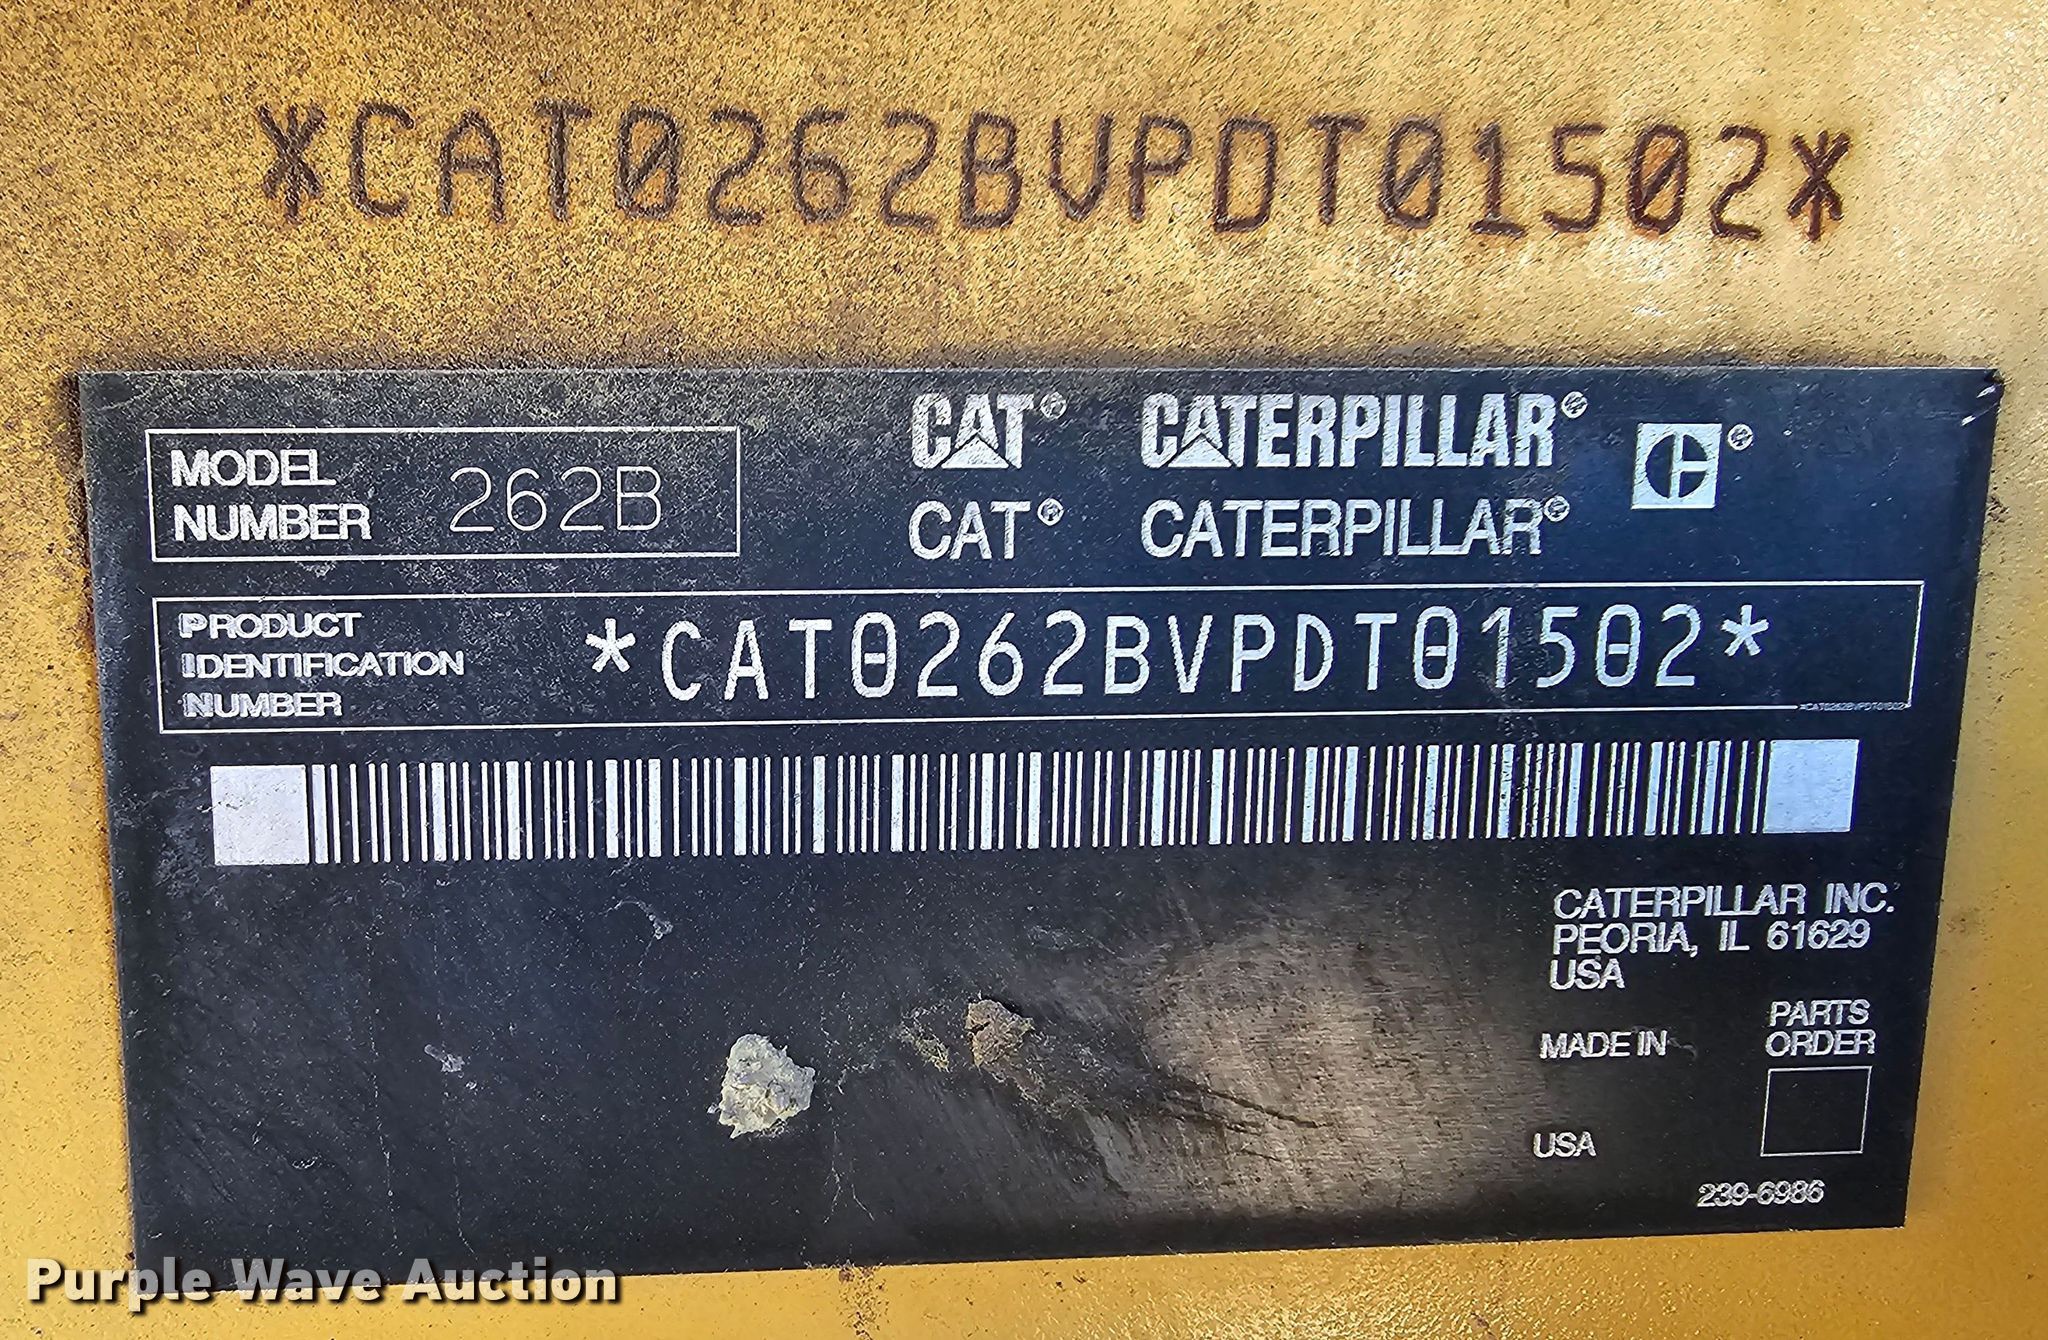 *CAT0262BVPDT01502*
CAT® CATERPILLAR® ®
MODEL
NUMBER
262B
CAT® CATERPILLAR®
PRODUCT
IDENTIFICATION
NUMBER
*CAT0262BVPDT01502*
*CAT0262BVPDT01502*
CATERPILLAR INC.
PEORIA, IL 61629
USA
PARTS
ORDER
MADE IN
USA
239-6986
Purple Wave Auction